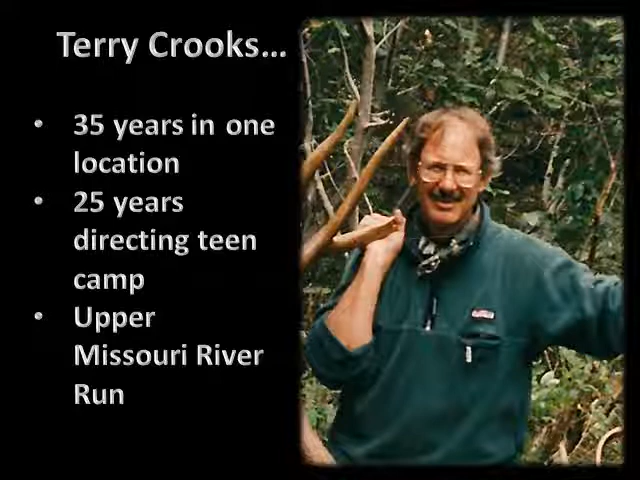 Terry Crooks...
• 35 years in one
location
• 25 years
directing teen
camp
• Upper
Missouri River
Run